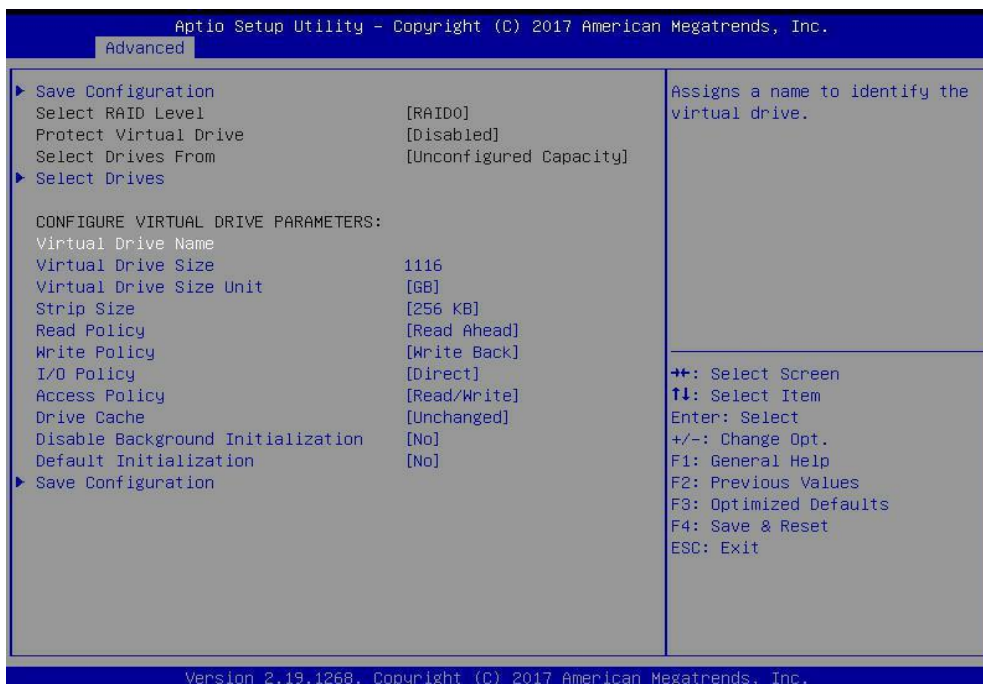 Aptio Setup Utility – Copyright (C) 2017 American Megatrends, Inc.
Advanced
Save Configuration
Select RAID Level [RAID0]
Protect Virtual Drive [Disabled]
Select Drives From [Unconfigured Capacity]
Select Drives
CONFIGURE VIRTUAL DRIVE PARAMETERS:
Virtual Drive Name
Virtual Drive Size 1116
Virtual Drive Size Unit [GB]
Strip Size [256 KB]
Read Policy [Read Ahead]
Write Policy [Write Back]
I/O Policy [Direct]
Access Policy [Read/Write]
Drive Cache [Unchanged]
Disable Background Initialization [No]
Default Initialization [No]
Save Configuration
Assigns a name to identify the
virtual drive.
→←: Select Screen
↑↓: Select Item
Enter: Select
+/-: Change Opt.
F1: General Help
F2: Previous Values
F3: Optimized Defaults
F4: Save & Reset
ESC: Exit
Version 2.19.1268. Copyright (C) 2017 American Megatrends, Inc.